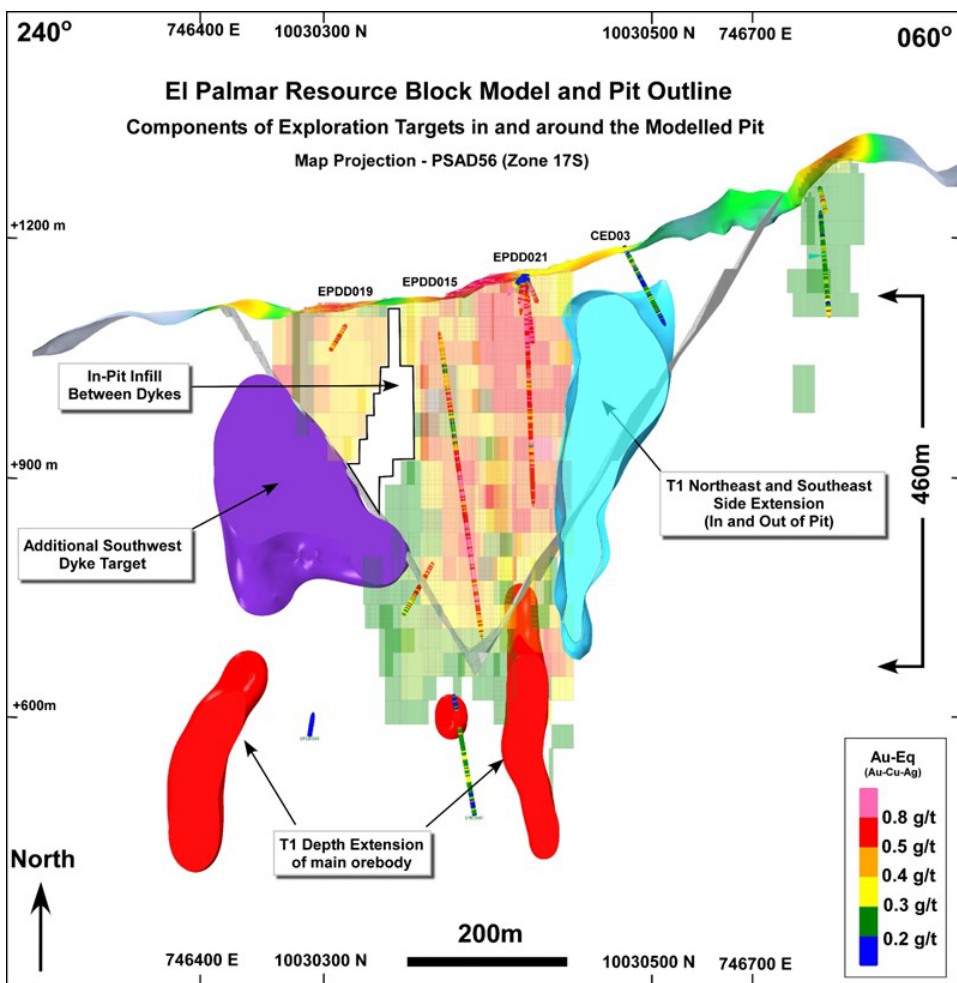 240°
746400 E
10030300 N
10030500 N
746700 E
060°
El Palmar Resource Block Model and Pit Outline
Components of Exploration Targets in and around the Modelled Pit
Map Projection - PSAD56 (Zone 17S)
+1200 m
CED03
EPDD021
EPDD015
EPDD019
In-Pit Infill
Between Dykes
+900 m
460m
T1 Northeast and Southeast
Side Extension
(In and Out of Pit)
Additional Southwest
Dyke Target
+600m
Au-Eq
(Au-Cu-Ag)
0.8 g/t
0.5 g/t
0.4 g/t
0.3 g/t
0.2 g/t
T1 Depth Extension
of main orebody
North
200m
746400 E
10030300 N
10030500 N
746700 E